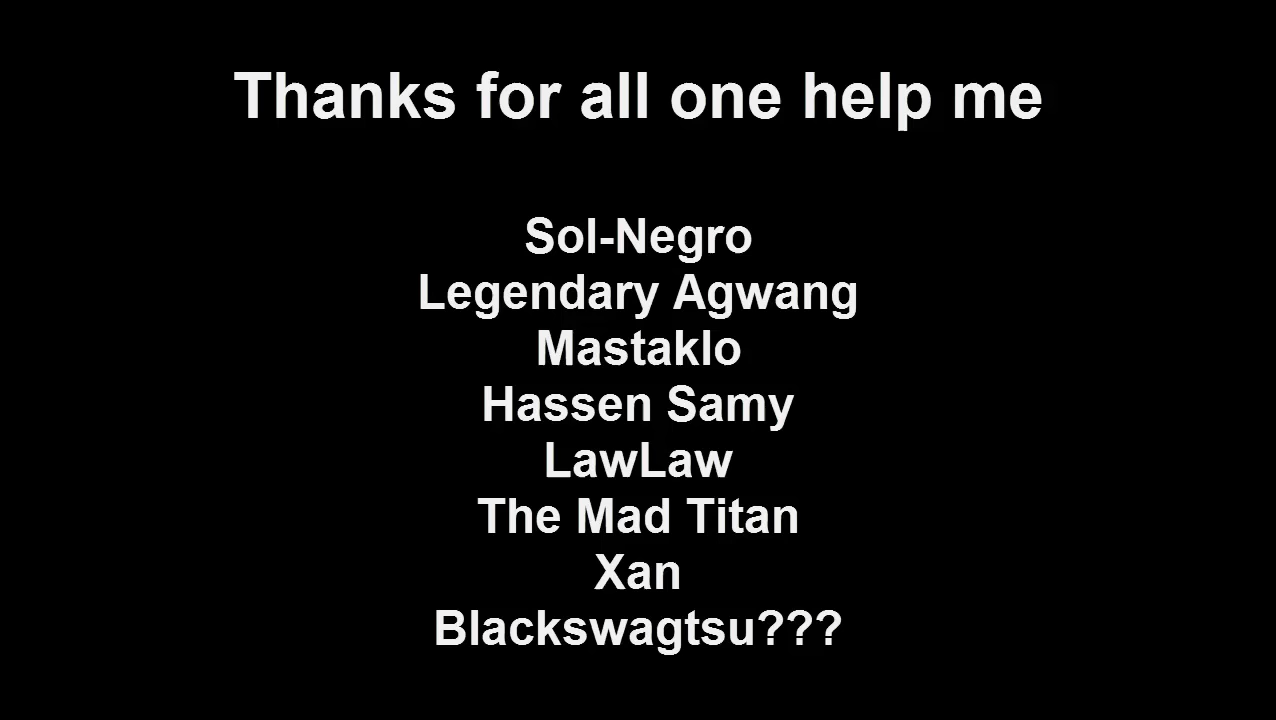 Thanks for all one help me
Sol-Negro
Legendary Agwang
Mastaklo
Hassen Samy
LawLaw
The Mad Titan
Xan
Blackswagtsu???